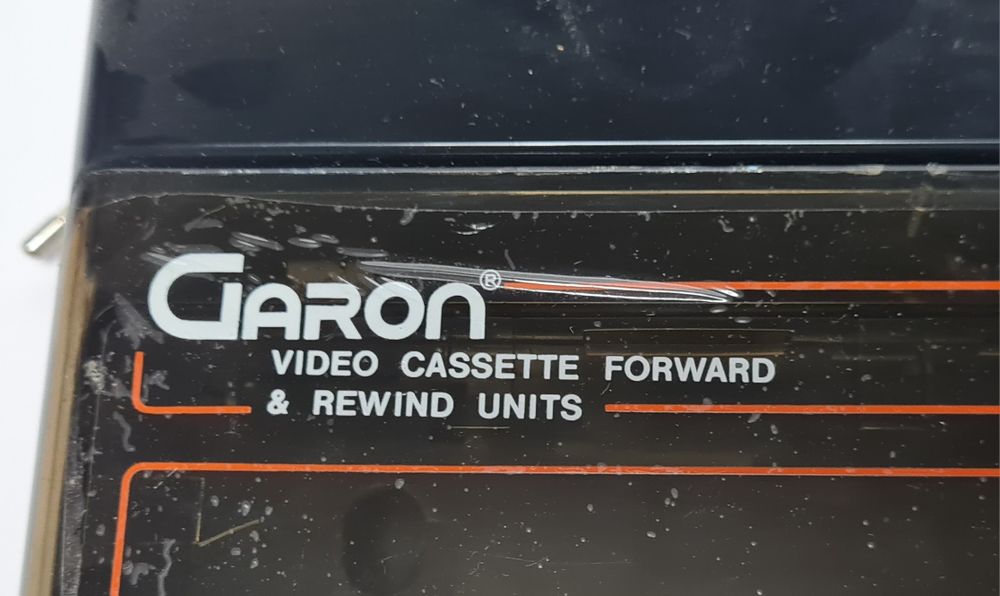 GARON®
VIDEO CASSETTE FORWARD
& REWIND UNITS